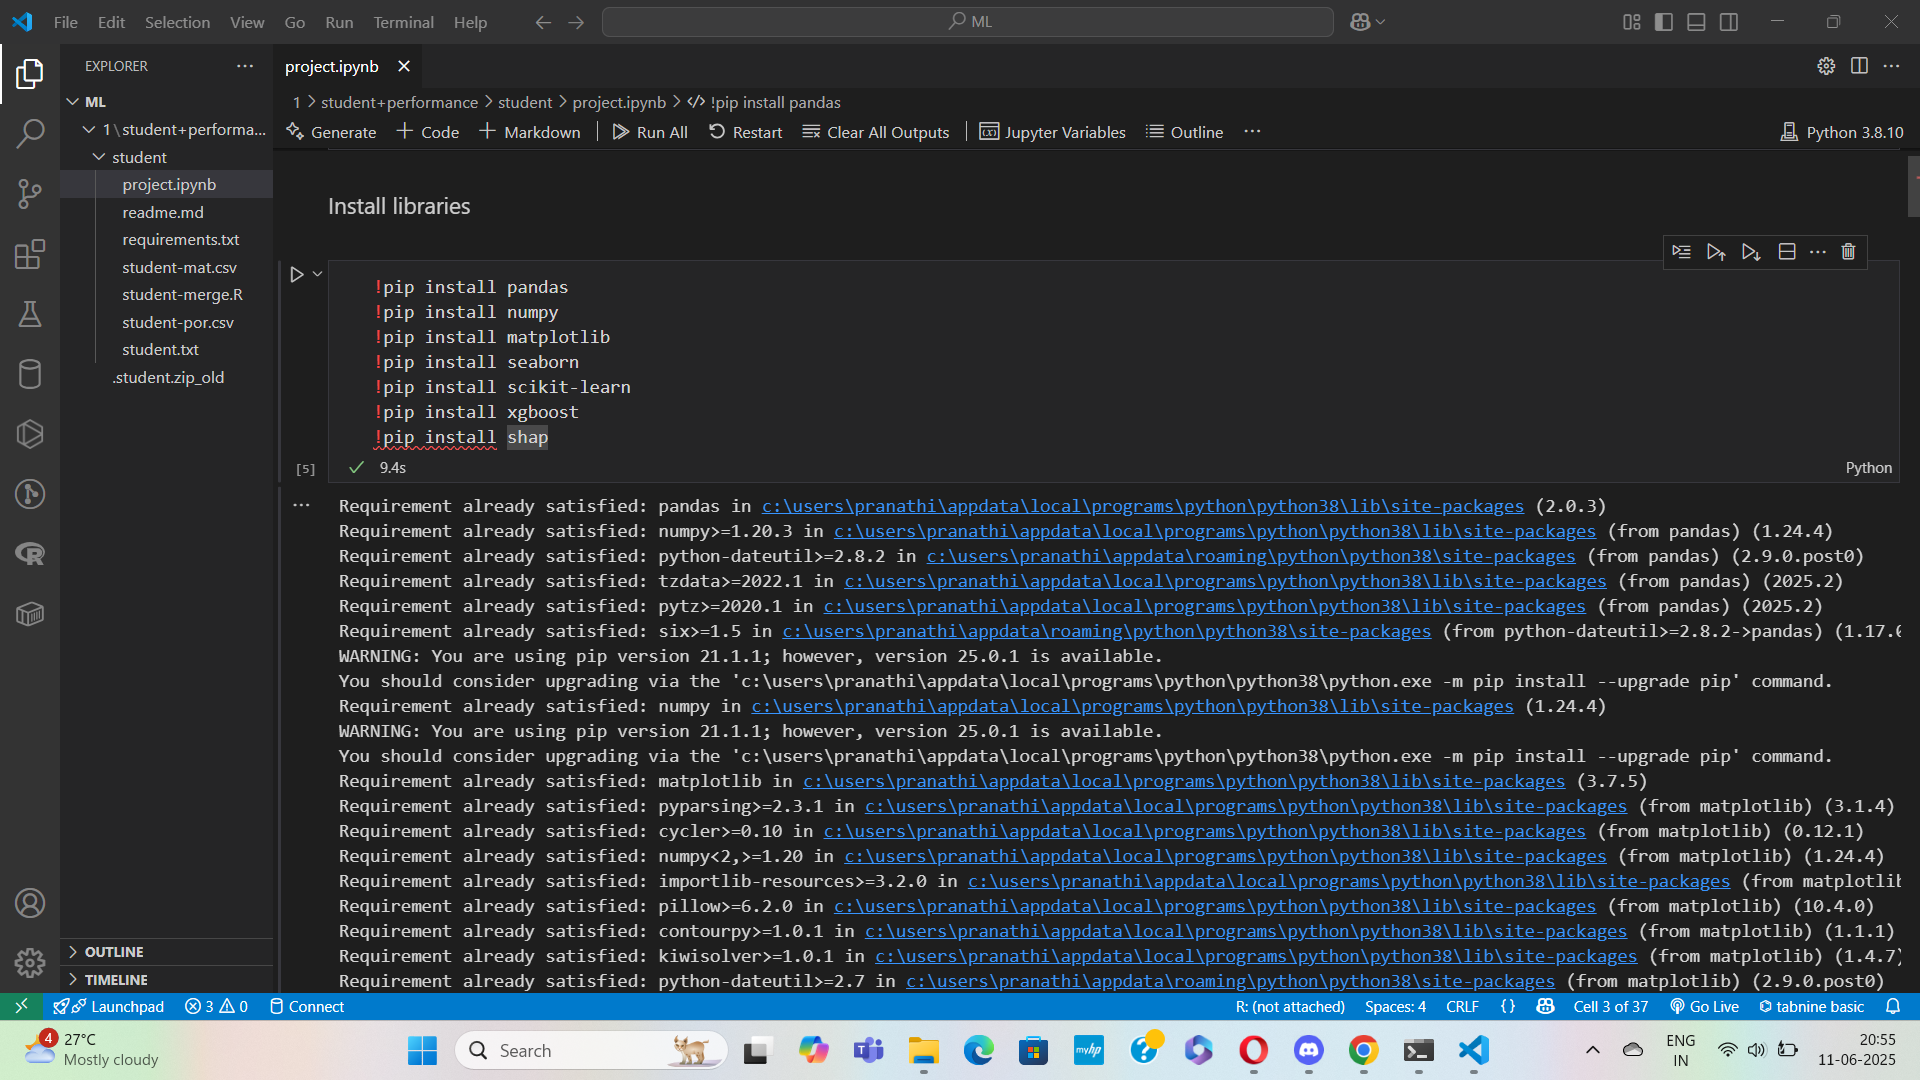 File Edit Selection View Go Run Terminal Help
ML
EXPLORER
project.ipynb
ML
1\student+performa...
student
project.ipynb
readme.md
requirements.txt
student-mat.csv
student-merge.R
student-por.csv
student.txt
.student.zip_old
OUTLINE
TIMELINE
1 > student+performance > student > project.ipynb > !pip install pandas
Generate + Code + Markdown Run All Restart Clear All Outputs Jupyter Variables Outline ... Python 3.8.10
Install libraries
!pip install pandas
!pip install numpy
!pip install matplotlib
!pip install seaborn
!pip install scikit-learn
!pip install xgboost
!pip install shap
[5] 9.4s Python
Requirement already satisfied: pandas in c:\users\pranathi\appdata\local\programs\python\python38\lib\site-packages (2.0.3)
Requirement already satisfied: numpy>=1.20.3 in c:\users\pranathi\appdata\local\programs\python\python38\lib\site-packages (from pandas) (1.24.4)
Requirement already satisfied: python-dateutil>=2.8.2 in c:\users\pranathi\appdata\roaming\python\python38\site-packages (from pandas) (2.9.0.post0)
Requirement already satisfied: tzdata>=2022.1 in c:\users\pranathi\appdata\local\programs\python\python38\lib\site-packages (from pandas) (2025.2)
Requirement already satisfied: pytz>=2020.1 in c:\users\pranathi\appdata\local\programs\python\python38\lib\site-packages (from pandas) (2025.2)
Requirement already satisfied: six>=1.5 in c:\users\pranathi\appdata\roaming\python\python38\site-packages (from python-dateutil>=2.8.2->pandas) (1.17.0
WARNING: You are using pip version 21.1.1; however, version 25.0.1 is available.
You should consider upgrading via the 'c:\users\pranathi\appdata\local\programs\python\python38\python.exe -m pip install --upgrade pip' command.
Requirement already satisfied: numpy in c:\users\pranathi\appdata\local\programs\python\python38\lib\site-packages (1.24.4)
WARNING: You are using pip version 21.1.1; however, version 25.0.1 is available.
You should consider upgrading via the 'c:\users\pranathi\appdata\local\programs\python\python38\python.exe -m pip install --upgrade pip' command.
Requirement already satisfied: matplotlib in c:\users\pranathi\appdata\local\programs\python\python38\lib\site-packages (3.7.5)
Requirement already satisfied: pyparsing>=2.3.1 in c:\users\pranathi\appdata\local\programs\python\python38\lib\site-packages (from matplotlib) (3.1.4)
Requirement already satisfied: cycler>=0.10 in c:\users\pranathi\appdata\local\programs\python\python38\lib\site-packages (from matplotlib) (0.12.1)
Requirement already satisfied: numpy<2,>=1.20 in c:\users\pranathi\appdata\local\programs\python\python38\lib\site-packages (from matplotlib) (1.24.4)
Requirement already satisfied: importlib-resources>=3.2.0 in c:\users\pranathi\appdata\local\programs\python\python38\lib\site-packages (from matplotlib
Requirement already satisfied: pillow>=6.2.0 in c:\users\pranathi\appdata\local\programs\python\python38\lib\site-packages (from matplotlib) (10.4.0)
Requirement already satisfied: contourpy>=1.0.1 in c:\users\pranathi\appdata\local\programs\python\python38\lib\site-packages (from matplotlib) (1.1.1)
Requirement already satisfied: kiwisolver>=1.0.1 in c:\users\pranathi\appdata\local\programs\python\python38\lib\site-packages (from matplotlib) (1.4.7)
Requirement already satisfied: python-dateutil>=2.7 in c:\users\pranathi\appdata\roaming\python\python38\site-packages (from matplotlib) (2.9.0.post0)
Launchpad 3 0 Connect R: (not attached) Spaces: 4 CRLF {} Cell 3 of 37 Go Live tabnine basic
4 27°C
Mostly cloudy
Search
myhp
ENG
IN
20:55
11-06-2025